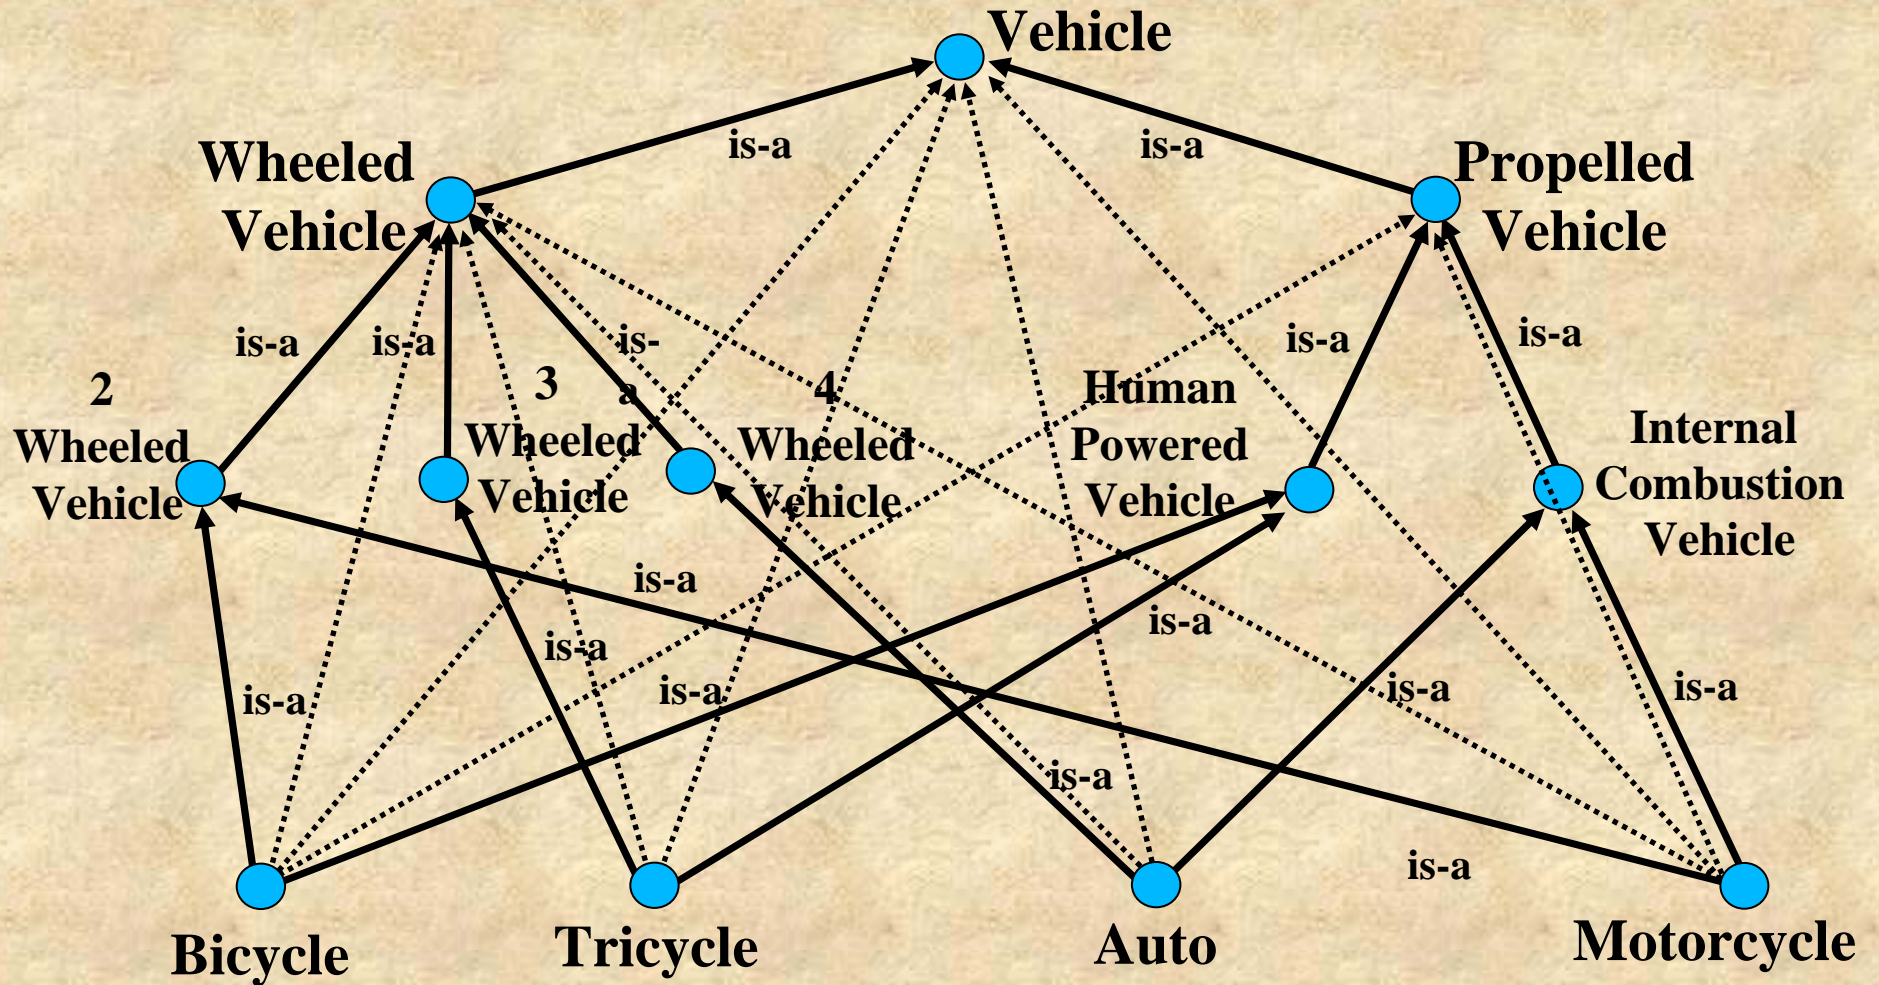 Vehicle
is-a
is-a
Wheeled
Vehicle
Propelled
Vehicle
is-a
is-a
is-
a
is-a
is-a
2
Wheeled
Vehicle
3
Wheeled
Vehicle
4
Wheeled
Vehicle
Human
Powered
Vehicle
Internal
Combustion
Vehicle
is-a
is-a
is-a
is-a
is-a
is-a
is-a
is-a
is-a
Bicycle
Tricycle
Auto
Motorcycle